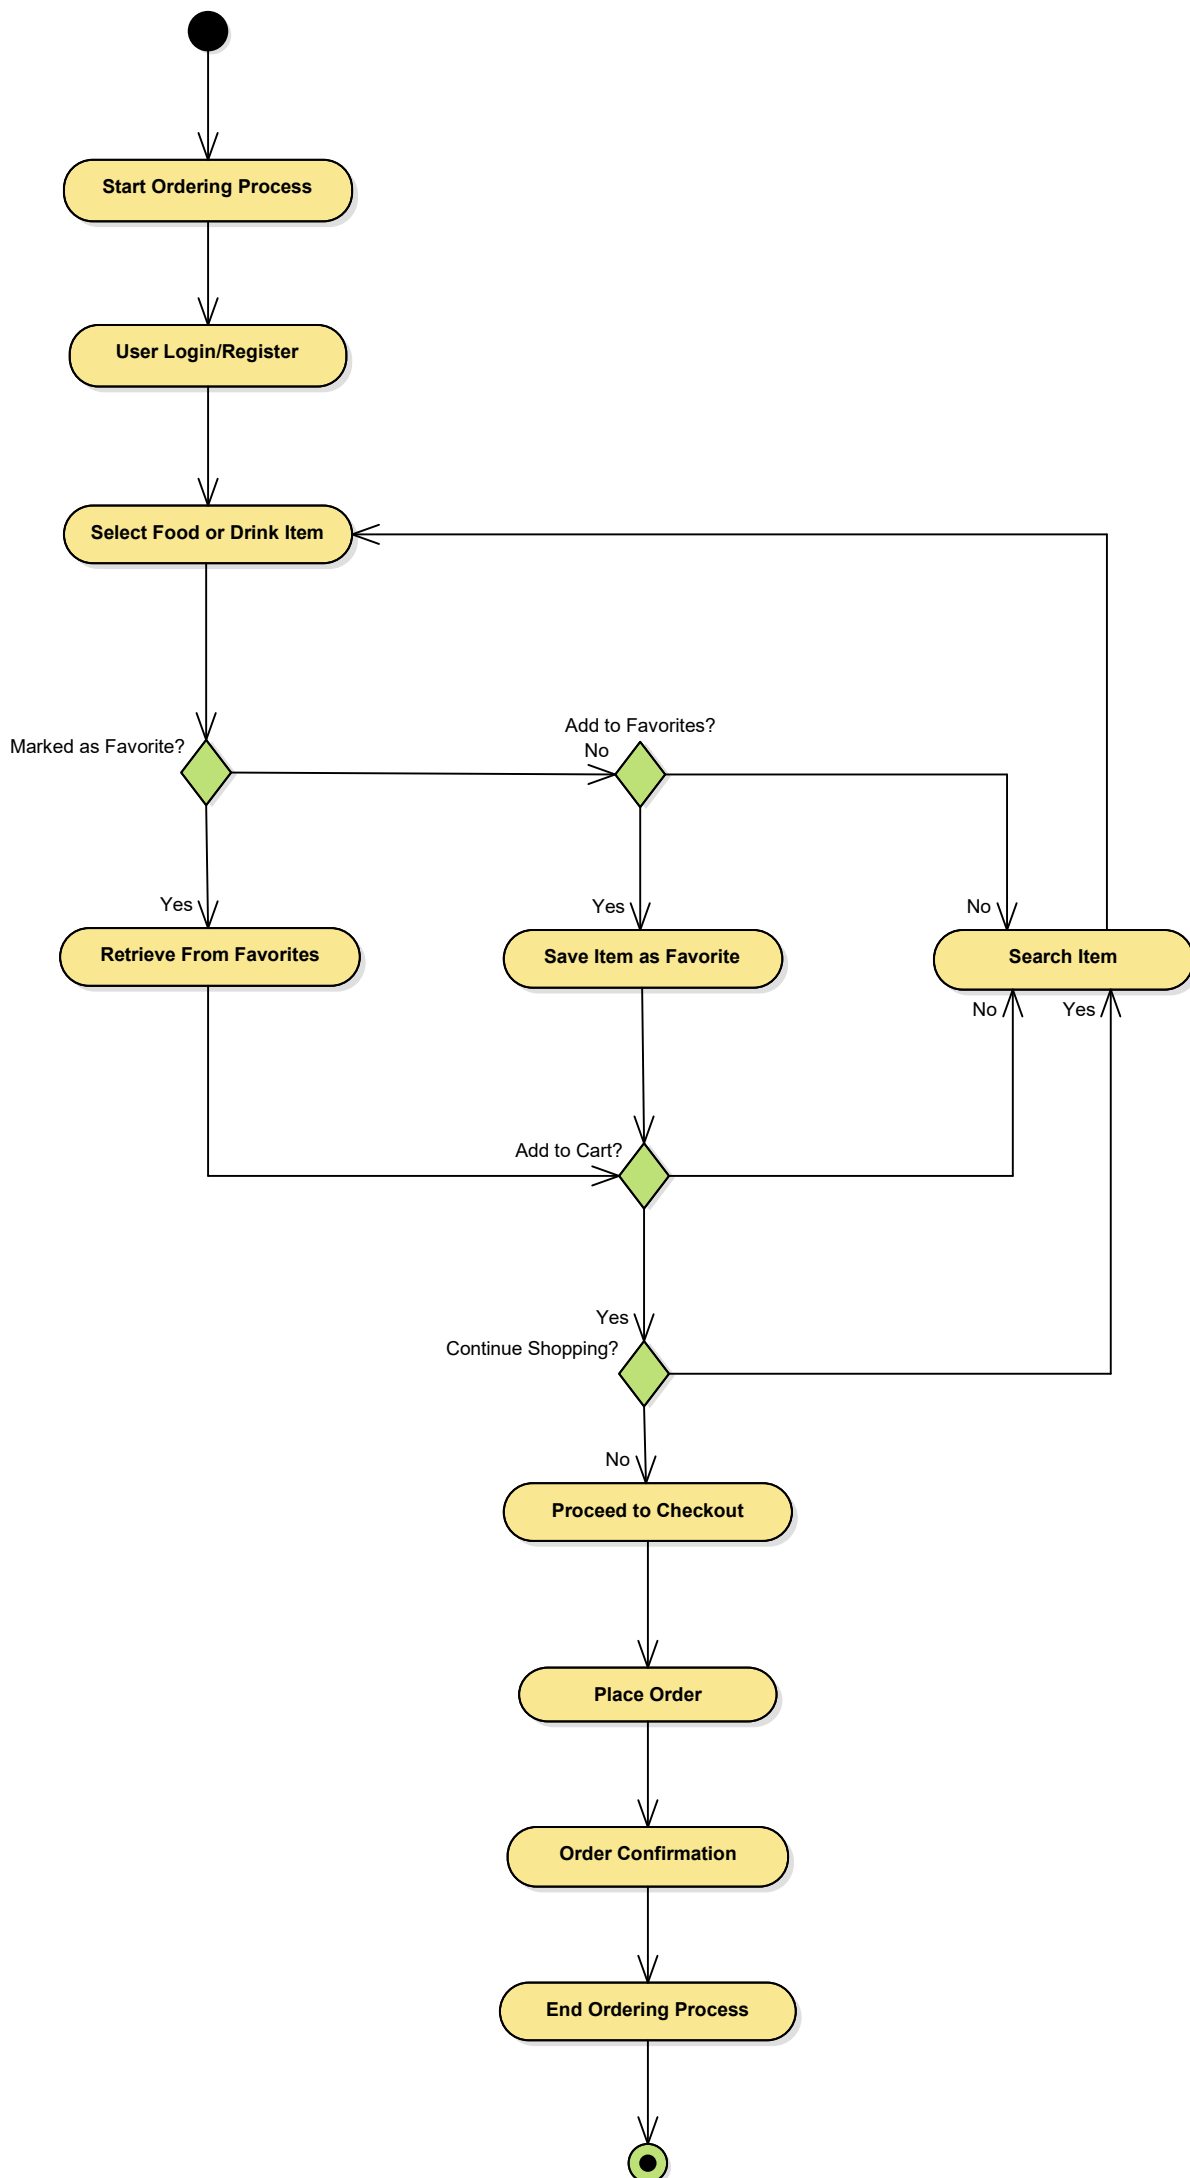 Start Ordering Process
User Login/Register
Select Food or Drink Item
Marked as Favorite?
Add to Favorites?
No
Yes
Yes
No
Retrieve From Favorites
Save Item as Favorite
Search Item
No
Yes
Add to Cart?
Yes
Continue Shopping?
No
Proceed to Checkout
Place Order
Order Confirmation
End Ordering Process